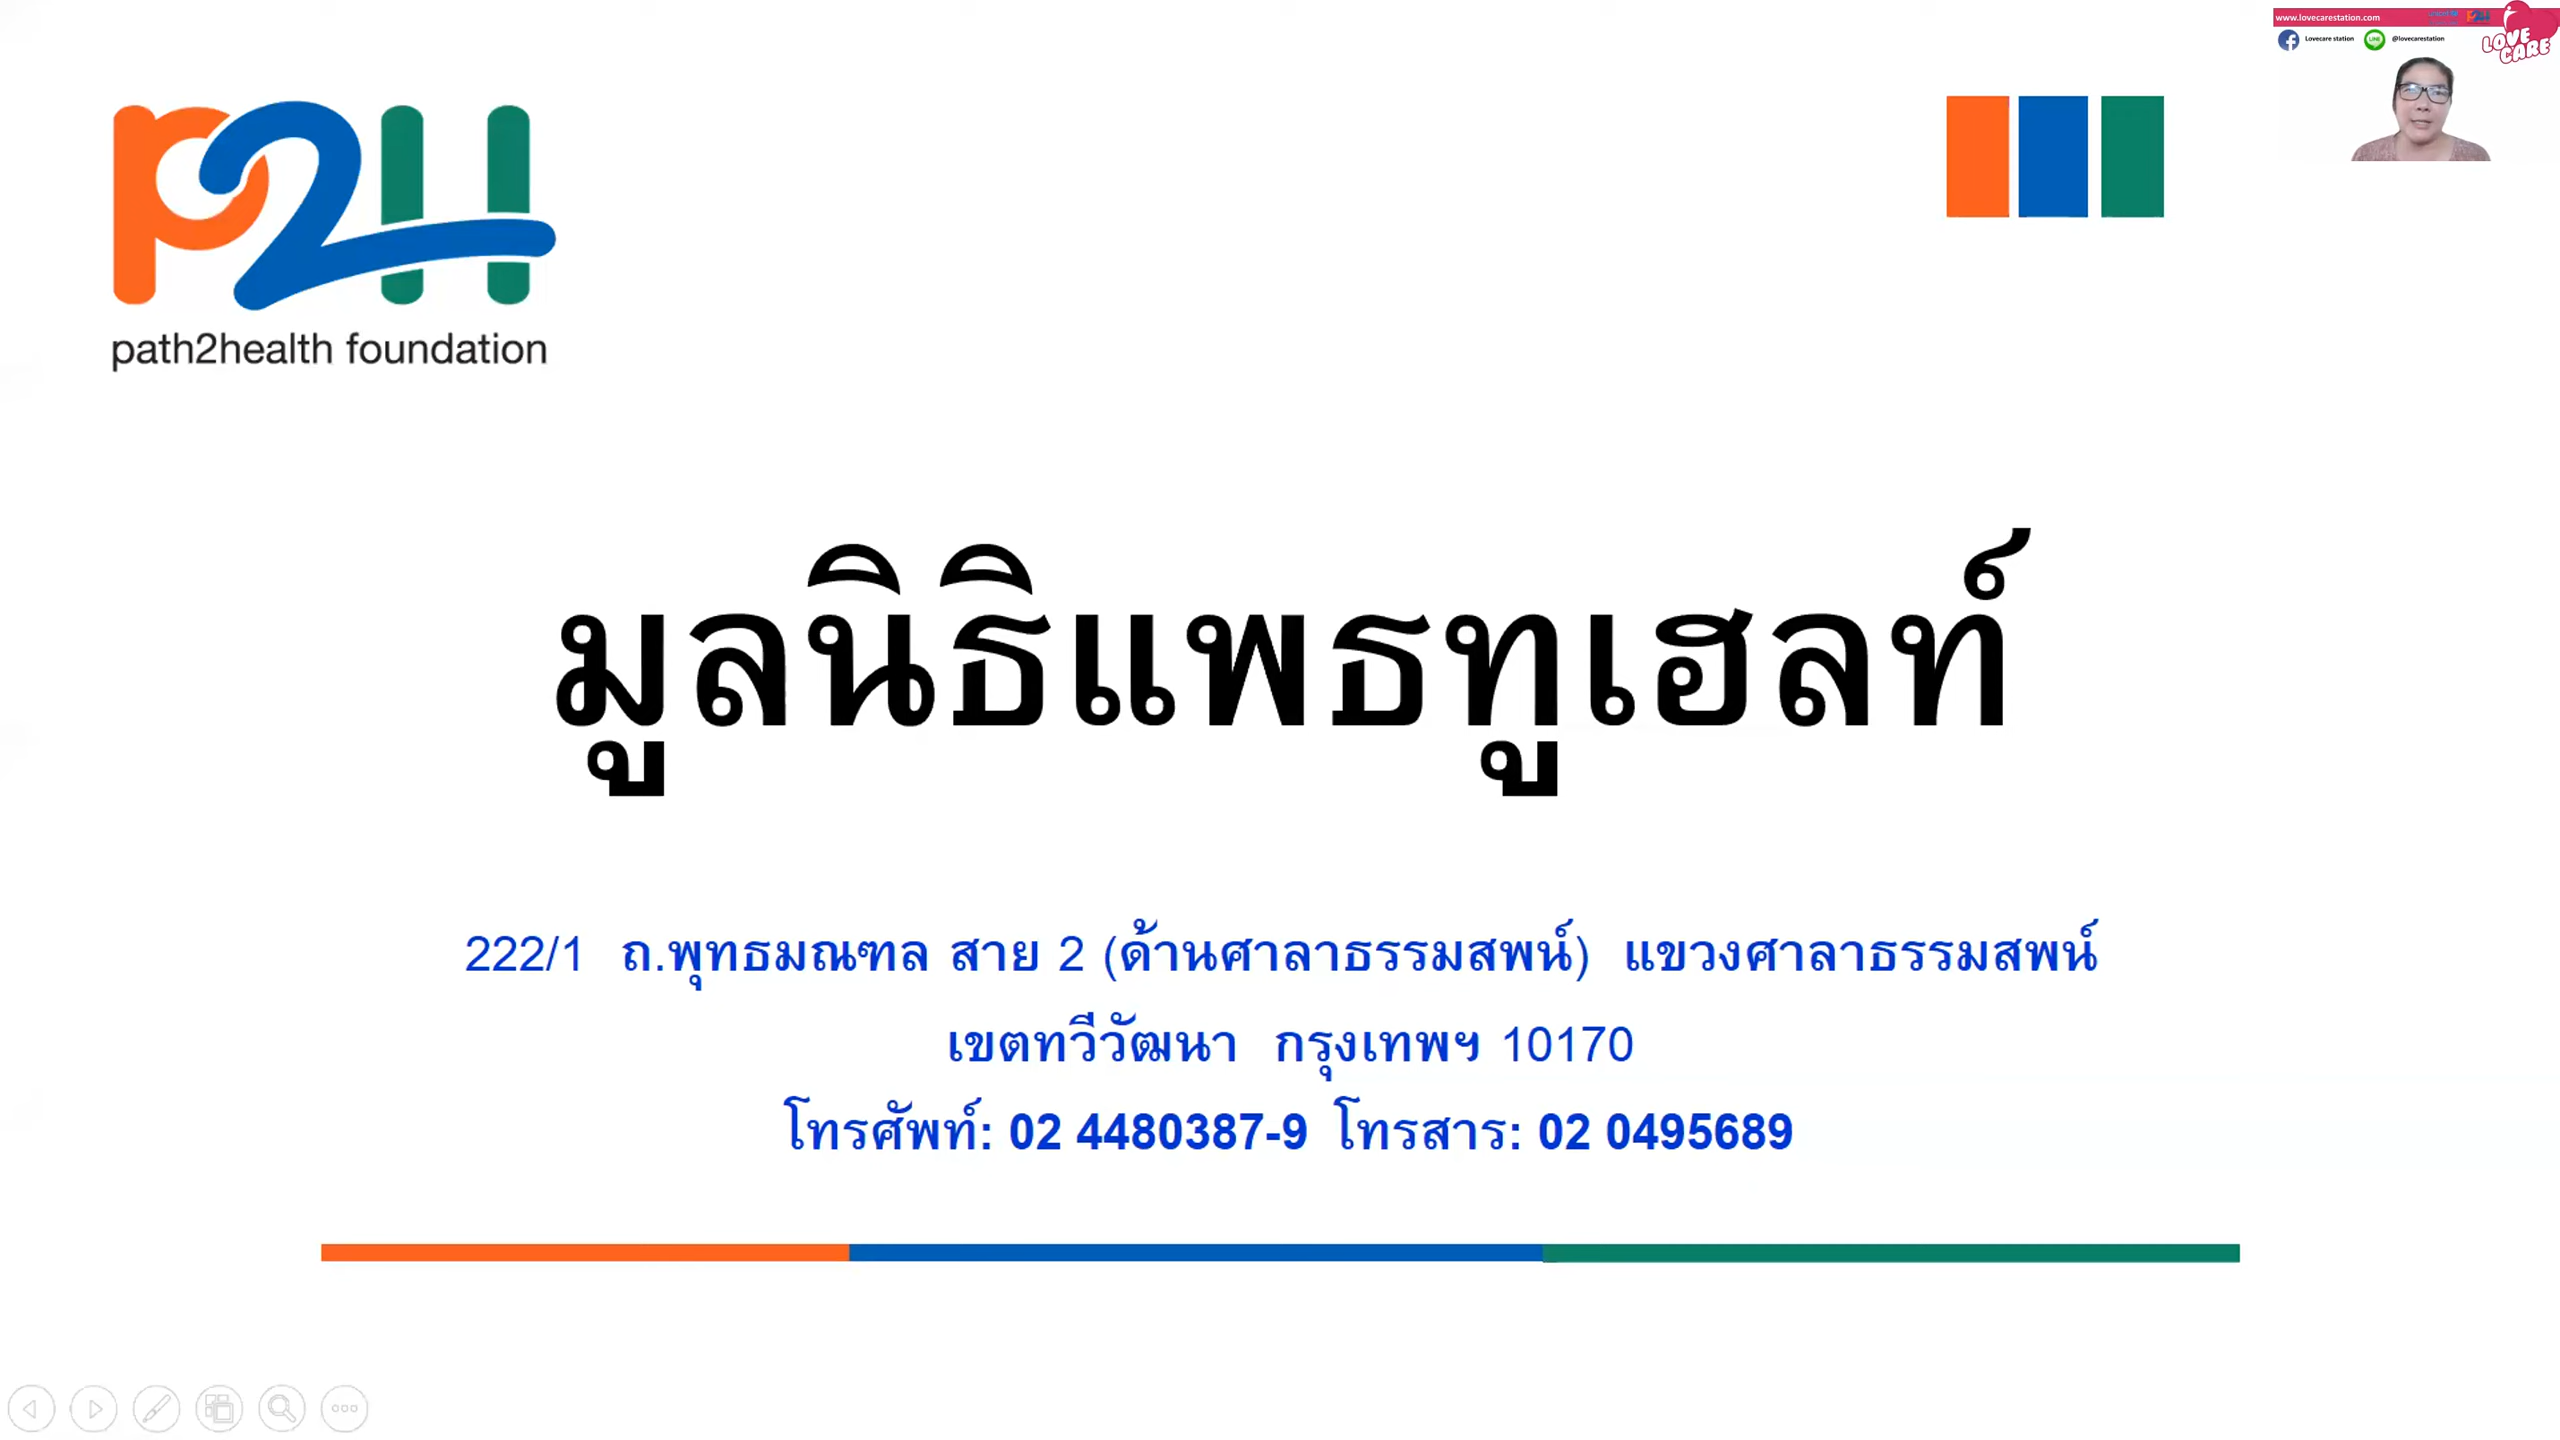 www.lovecarestation.com
Lovecare station
LINE
@lovecarestation
LOVE
CARE
P2H
path2health foundation
มูลนิธิแพธทูเฮลท์
222/1 ถ.พุทธมณฑล สาย 2 (ด้านศาลาธรรมสพน์) แขวงศาลาธรรมสพน์
เขตทวีวัฒนา กรุงเทพฯ 10170
โทรศัพท์: 02 4480387-9 โทรสาร: 02 0495689